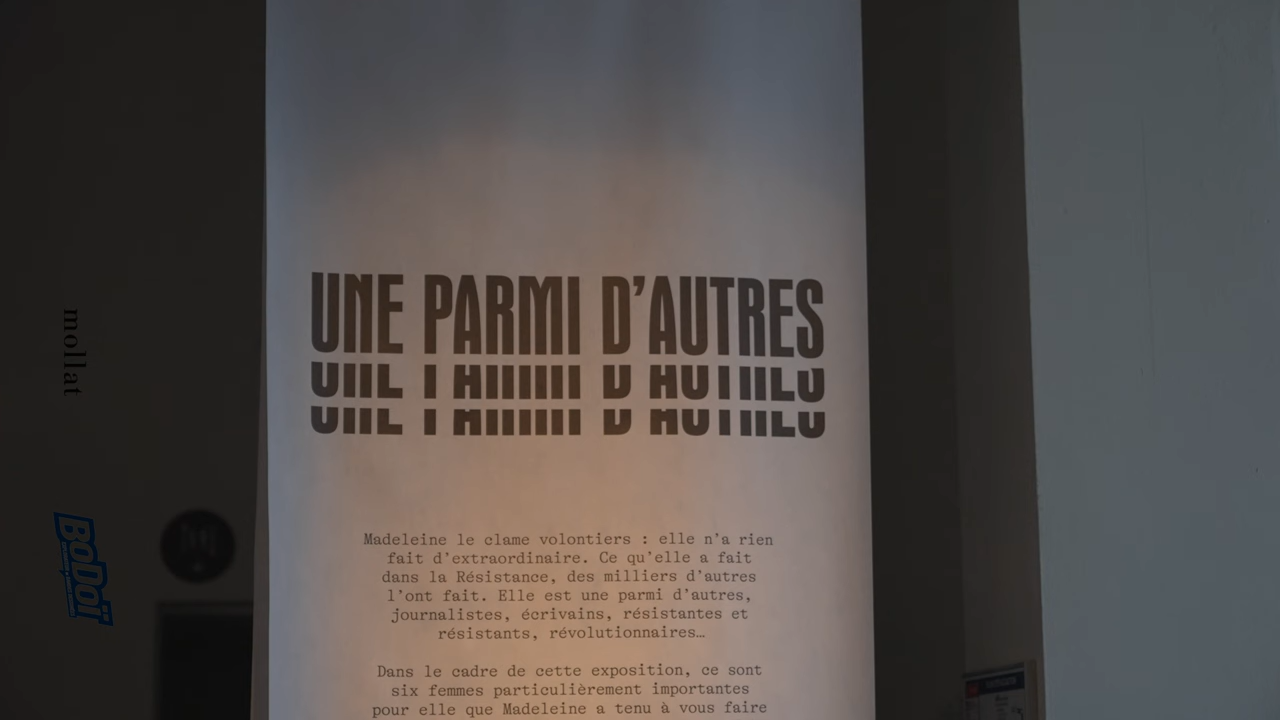 UNE PARMI D'AUTRES
Madeleine le clame volontiers : elle n'a rien
fait d'extraordinaire. Ce qu'elle a fait
dans la Résistance, des milliers d'autres
l'ont fait. Elle est une parmi d'autres,
journalistes, écrivains, résistantes et
résistants, révolutionnaires…
Dans le cadre de cette exposition, ce sont
six femmes particulièrement importantes
pour elle que Madeleine a tenu à vous faire
mollat
BoDoï